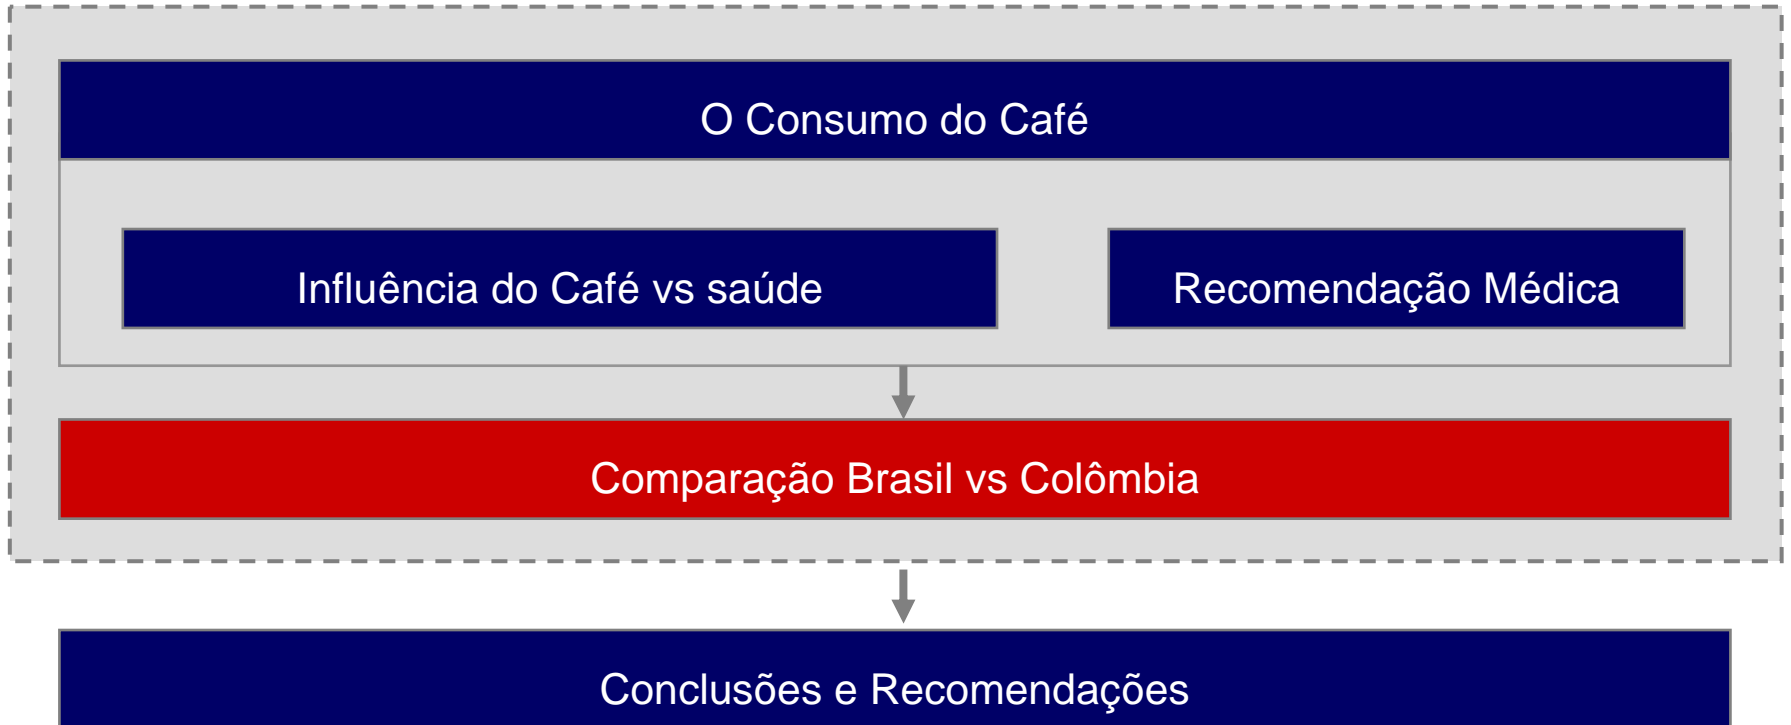 O Consumo do Café
Influência do Café vs saúde
Recomendação Médica
Comparação Brasil vs Colômbia
Conclusões e Recomendações